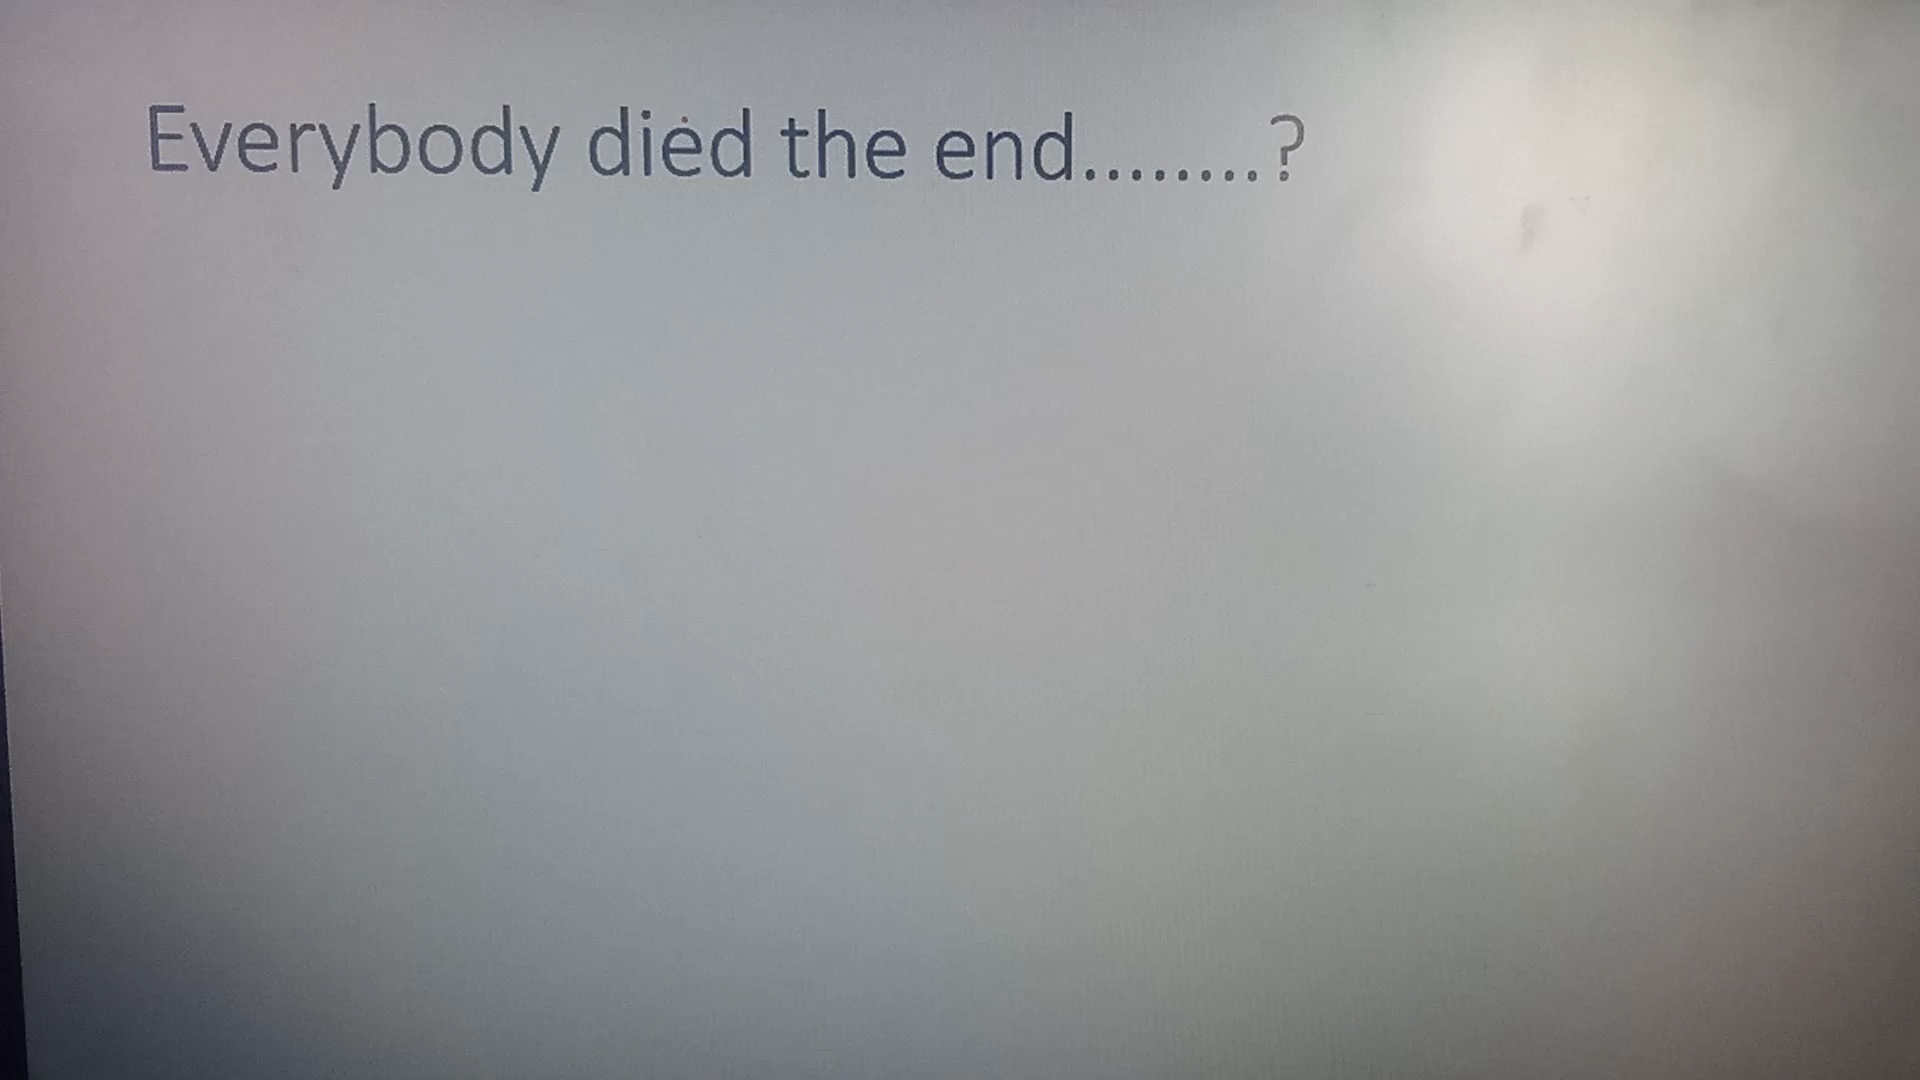 Everybody died the end........?